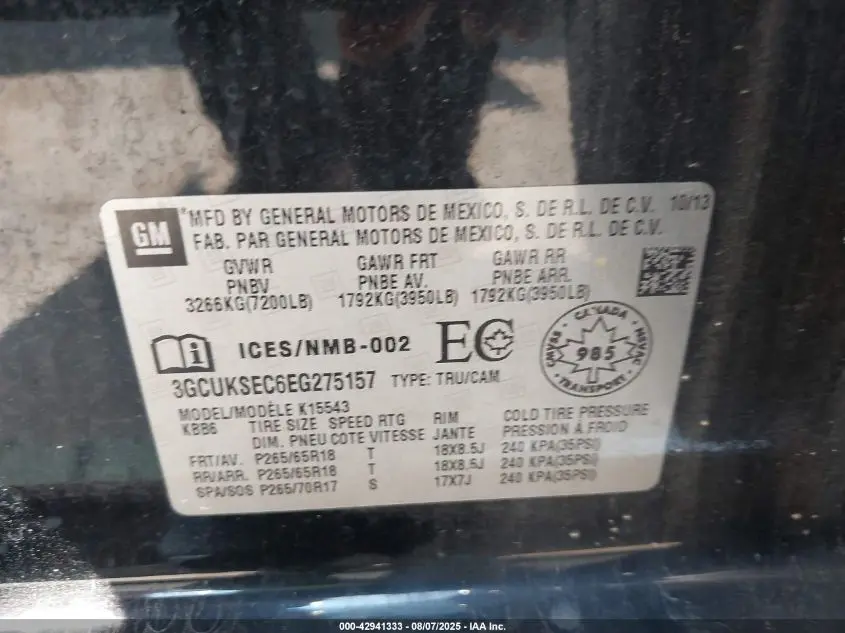 GM
*MFD BY GENERAL MOTORS DE MEXICO, S. DE R.L. DE C.V. 10/13
FAB. PAR GENERAL MOTORS DE MEXICO, S. DE R.L. DE C.V.
GVWR GAWR FRT GAWR RR
PNBV PNBE AV. PNBE ARR.
3266KG(7200LB) 1792KG(3950LB) 1792KG(3950LB)
i ICES/NMB-002 EC
CANADA
CMVSS 985 NSVAC
TRANSPORT
3GCUKSEC6EG275157 TYPE: TRU/CAM
MODEL/MODÈLE K15543
KBB6 TIRE SIZE SPEED RTG RIM COLD TIRE PRESSURE
DIM. PNEU COTE VITESSE JANTE PRESSION À FROID
FRT/AV. P265/65R18 T 18X8.5J 240 KPA(35PSI)
RR/ARR. P265/65R18 T 18X8.5J 240 KPA(35PSI)
SPA/SOS P265/70R17 S 17X7J 240 KPA(35PSI)
000-42941333 - 08/07/2025 - IAA Inc.